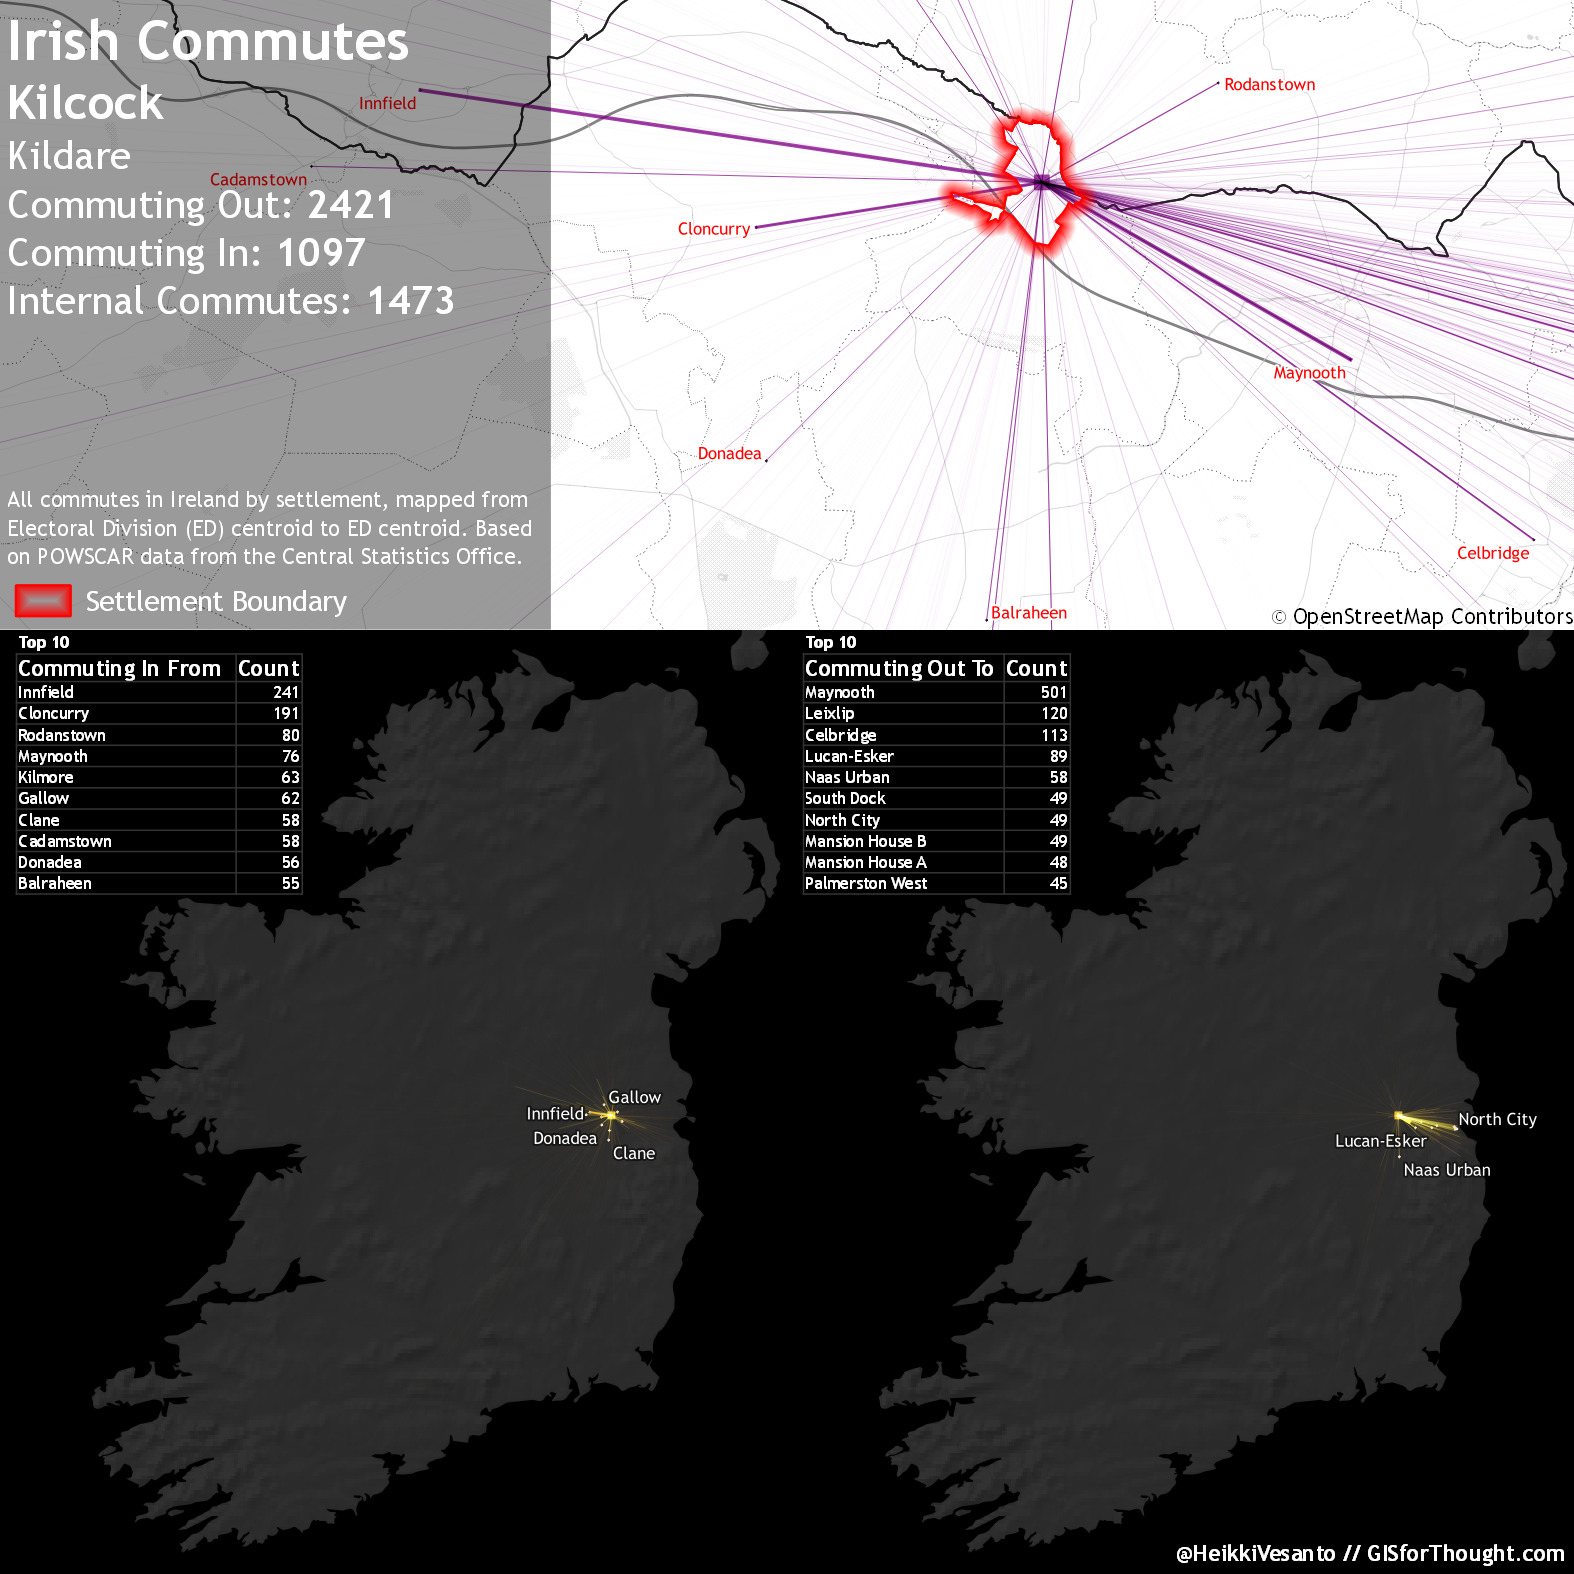 Irish Commutes
Kilcock
Kildare
Commuting Out: 2421
Commuting In: 1097
Internal Commutes: 1473
All commutes in Ireland by settlement, mapped from
Electoral Division (ED) centroid to ED centroid. Based
on POWSCAR data from the Central Statistics Office.
Settlement Boundary
Innfield
Cadamstown
Cloncurry
Rodanstown
Donadea
Maynooth
Celbridge
Balraheen
© OpenStreetMap Contributors
Top 10
Commuting In From Count
Innfield 241
Cloncurry 191
Rodanstown 80
Maynooth 76
Kilmore 63
Gallow 62
Clane 58
Cadamstown 58
Donadea 56
Balraheen 55
Gallow
Innfield
Donadea
Clane
Top 10
Commuting Out To Count
Maynooth 501
Leixlip 120
Celbridge 113
Lucan-Esker 89
Naas Urban 58
South Dock 49
North City 49
Mansion House B 49
Mansion House A 48
Palmerston West 45
North City
Lucan-Esker
Naas Urban
@HeikkiVesanto // GISforThought.com